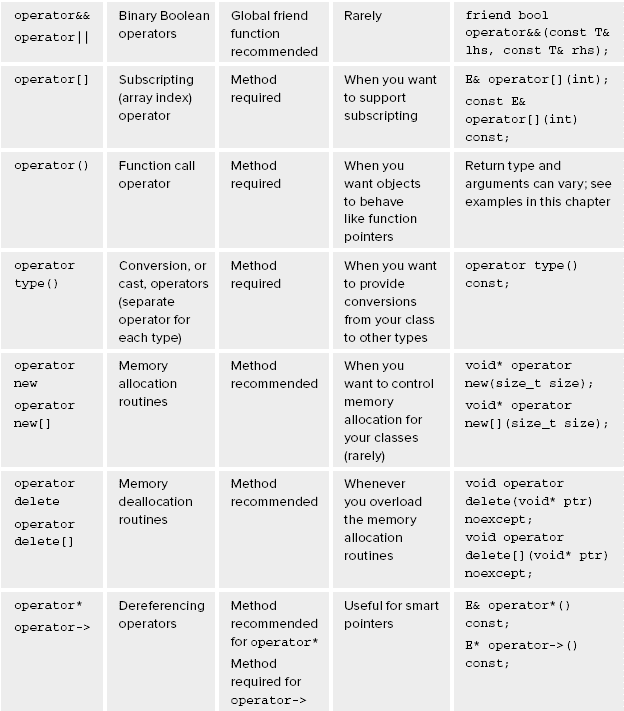 operator&&
operator||
Binary Boolean
operators
Global friend
function
recommended
Rarely
friend bool
operator&&(const T&
lhs, const T& rhs);
operator[]
Subscripting
(array index)
operator
Method
required
When you want
to support
subscripting
E& operator[](int);
const E&
operator[](int)
const;
operator()
Function call
operator
Method
required
When you
want objects
to behave
like function
pointers
Return type and
arguments can vary; see
examples in this chapter
operator
type()
Conversion, or
cast, operators
(separate
operator for
each type)
Method
required
When you want
to provide
conversions
from your class
to other types
operator type()
const;
operator
new
operator
new[]
Memory
allocation
routines
Method
recommended
When you
want to control
memory
allocation for
your classes
(rarely)
void* operator
new(size_t size);
void* operator
new[](size_t size);
operator
delete
operator
delete[]
Memory
deallocation
routines
Method
recommended
Whenever
you overload
the memory
allocation
routines
void operator
delete(void* ptr)
noexcept;
void operator
delete[](void* ptr)
noexcept;
operator*
operator->
Dereferencing
operators
Method
recommended
for operator*
Method
required for
operator->
Useful for smart
pointers
E& operator*()
const;
E* operator->()
const;